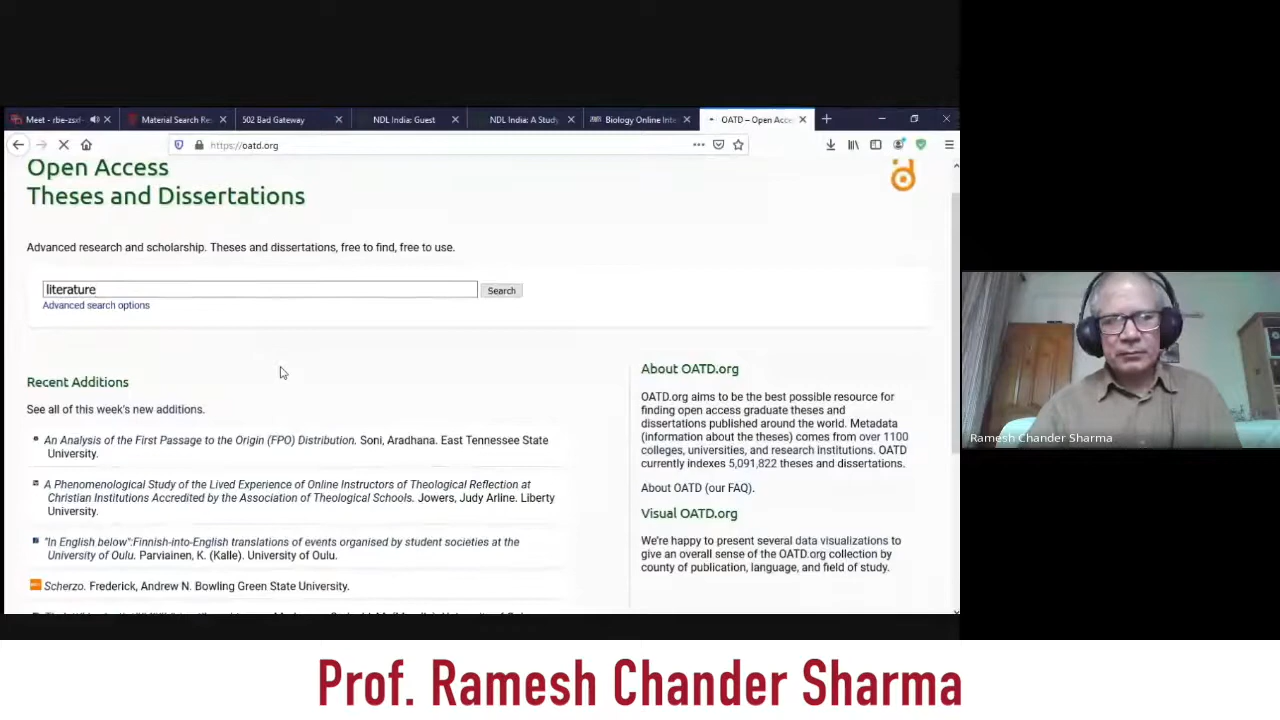 Meet - rbe-zsxf
Material Search Re
502 Bad Gateway
NDL India: Guest
NDL India: A Study
Biology Online Inte
OATD – Open Acce
https://oatd.org
Open Access
Theses and Dissertations
Advanced research and scholarship. Theses and dissertations, free to find, free to use.
literature
Search
Advanced search options
Recent Additions
See all of this week's new additions.
An Analysis of the First Passage to the Origin (FPO) Distribution. Soni, Aradhana. East Tennessee State
University.
A Phenomenological Study of the Lived Experience of Online Instructors of Theological Reflection at
Christian Institutions Accredited by the Association of Theological Schools. Jowers, Judy Arline. Liberty
University.
"In English below":Finnish-into-English translations of events organised by student societies at the
University of Oulu. Parviainen, K. (Kalle). University of Oulu.
Scherzo. Frederick, Andrew N. Bowling Green State University.
About OATD.org
OATD.org aims to be the best possible resource for
finding open access graduate theses and
dissertations published around the world. Metadata
(information about the theses) comes from over 1100
colleges, universities, and research institutions. OATD
currently indexes 5,091,822 theses and dissertations.
About OATD (our FAQ).
Visual OATD.org
We're happy to present several data visualizations to
give an overall sense of the OATD.org collection by
county of publication, language, and field of study.
Ramesh Chander Sharma
Prof. Ramesh Chander Sharma